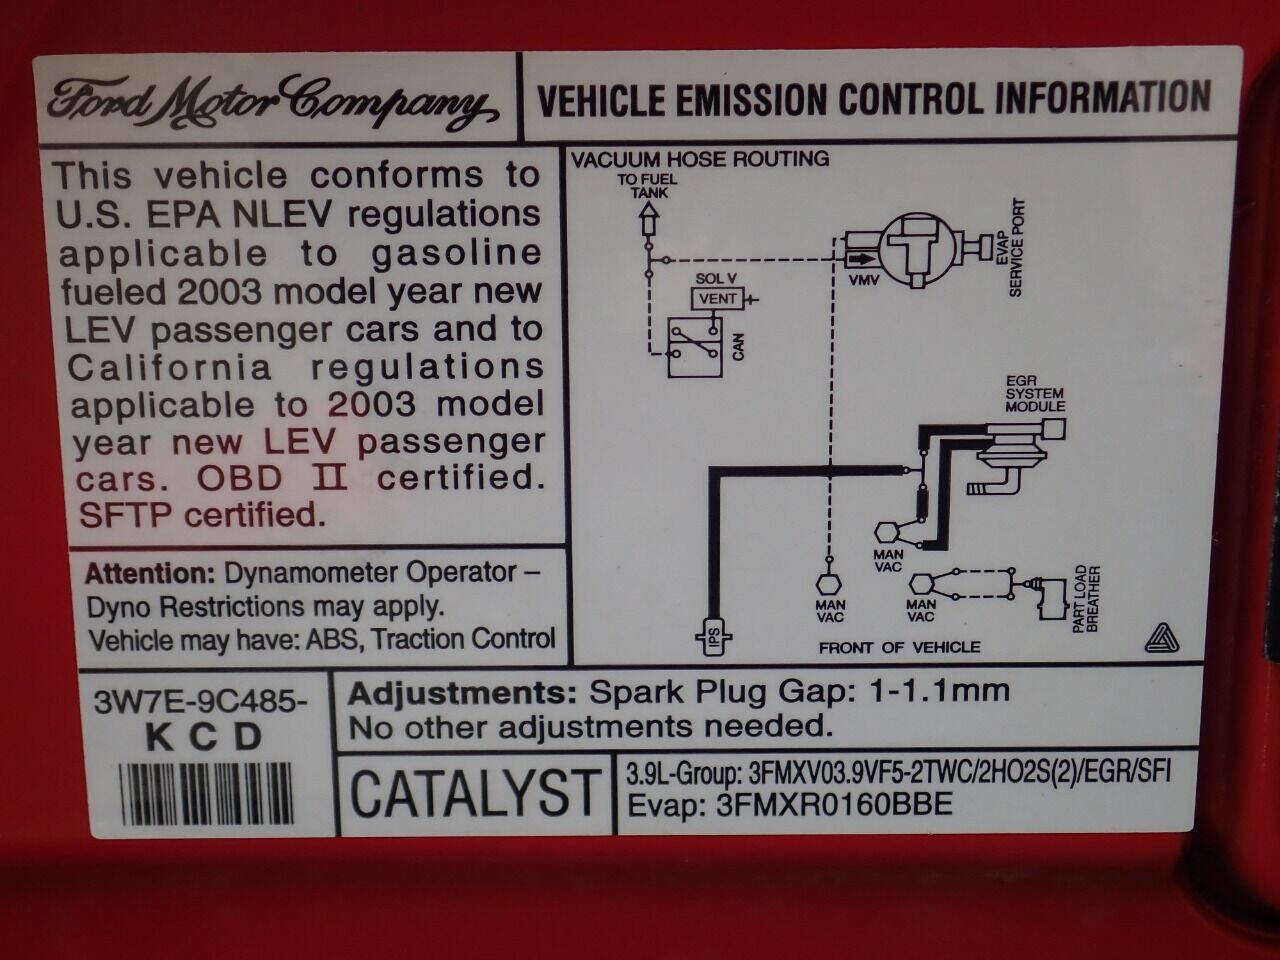 Ford Motor Company
VEHICLE EMISSION CONTROL INFORMATION
This vehicle conforms to
U.S. EPA NLEV regulations
applicable to gasoline
fueled 2003 model year new
LEV passenger cars and to
California regulations
applicable to 2003 model
year new LEV passenger
cars. OBD II certified.
SFTP certified.
Attention: Dynamometer Operator –
Dyno Restrictions may apply.
Vehicle may have: ABS, Traction Control
VACUUM HOSE ROUTING
TO FUEL
TANK
SOL V
VENT
CAN
VMV
EVAP
SERVICE PORT
EGR
SYSTEM
MODULE
MAN
VAC
MAN
VAC
MAN
VAC
PART LOAD
BREATHER
IPS
FRONT OF VEHICLE
3W7E-9C485-
K C D
Adjustments: Spark Plug Gap: 1-1.1mm
No other adjustments needed.
CATALYST
3.9L-Group: 3FMXV03.9VF5-2TWC/2HO2S(2)/EGR/SFI
Evap: 3FMXR0160BBE